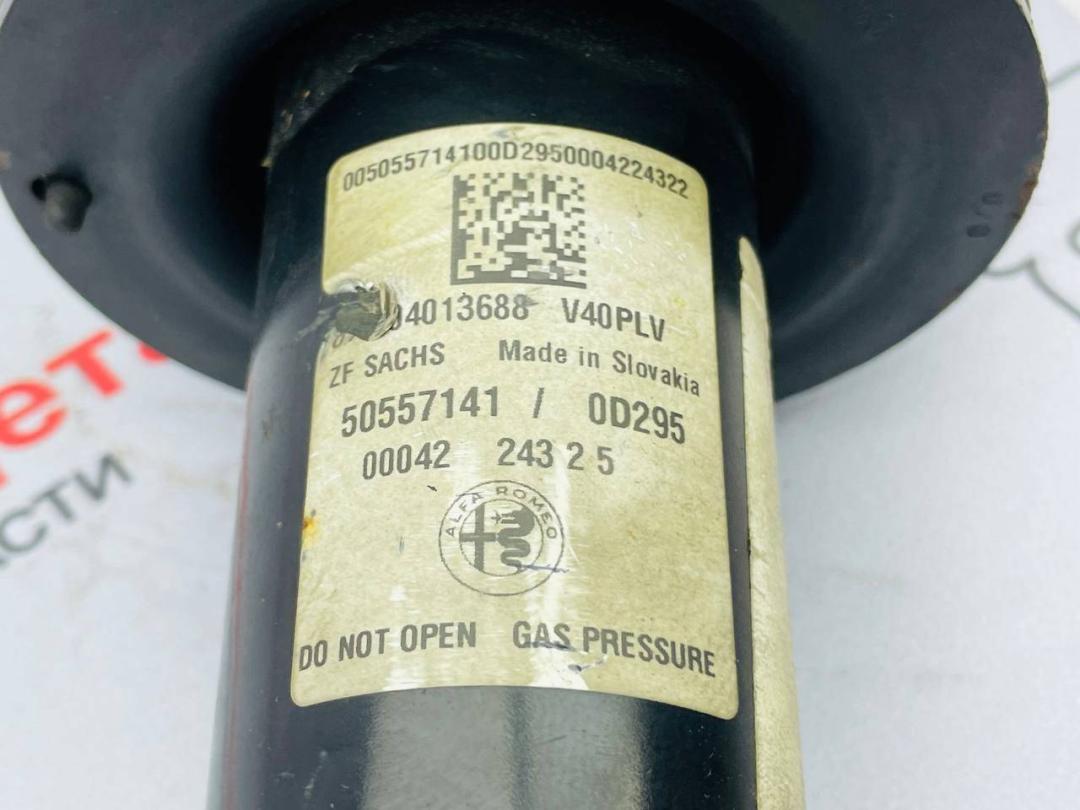 005055714100D2950004224322
04013688 V40PLV
ZF SACHS Made in Slovakia
50557141 / 0D295
00042 243 2 5
ALFA ROMEO
DO NOT OPEN GAS PRESSURE